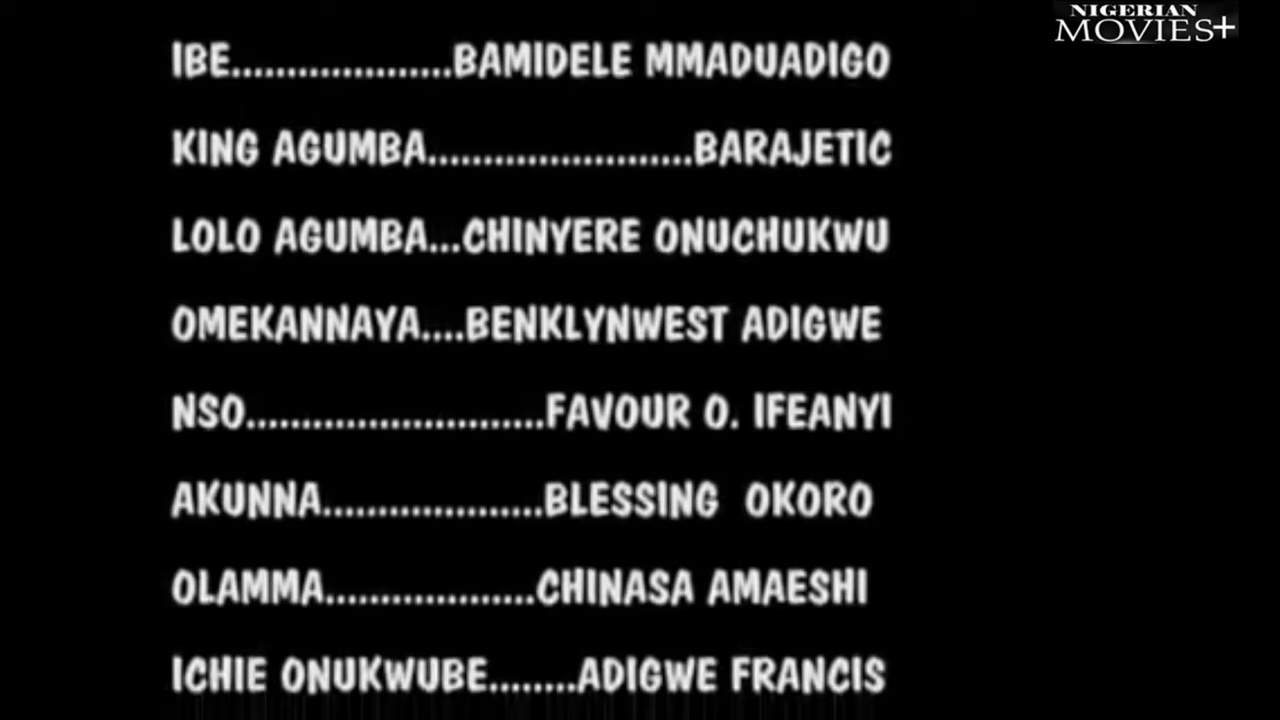 NIGERIAN
MOVIES+
IBE....................BAMIDELE MMADUADIGO
KING AGUMBA........................BARAJETIC
LOLO AGUMBA...CHINYERE ONUCHUKWU
OMEKANNAYA....BENKLYNWEST ADIGWE
NSO...........................FAVOUR O. IFEANYI
AKUNNA....................BLESSING  OKORO
OLAMMA...................CHINASA AMAESHI
ICHIE ONUKWUBE........ADIGWE FRANCIS